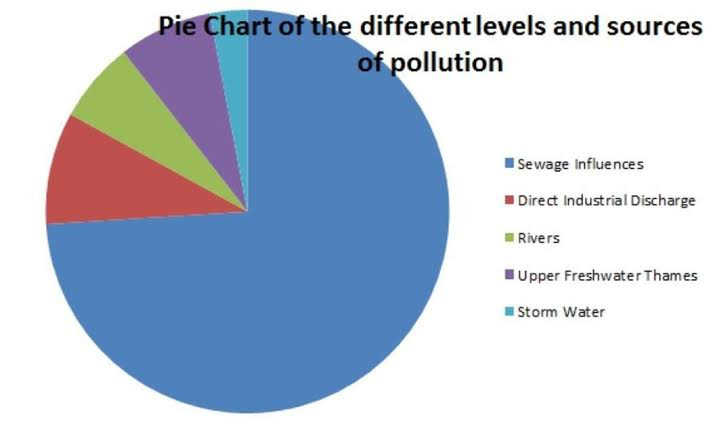 Pie Chart of the different levels and sources
of pollution
Sewage Influences
Direct Industrial Discharge
Rivers
Upper Freshwater Thames
Storm Water